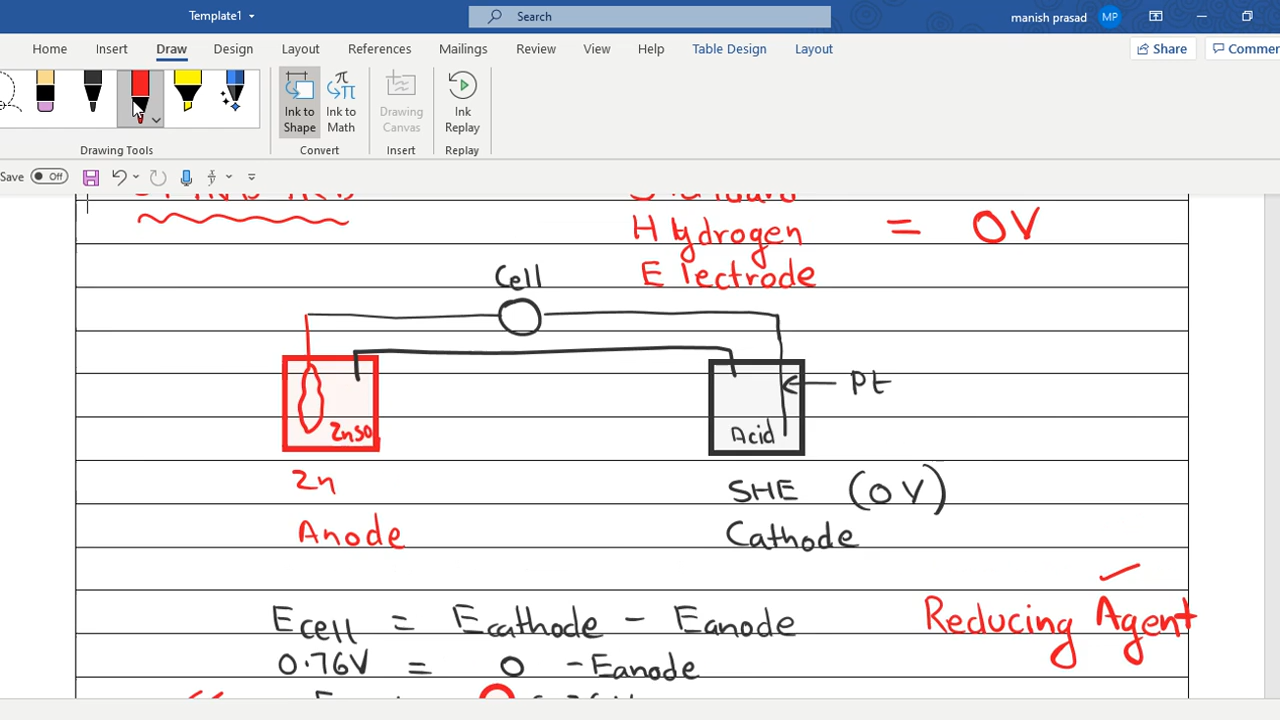 Template1
Search
manish prasad
MP
Home Insert Draw Design Layout References Mailings Review View Help Table Design Layout
Share
Comme
Ink to Shape
Ink to Math
Drawing Canvas
Ink Replay
Drawing Tools
Convert
Insert
Replay
Save Off
Hydrogen = 0V
Electrode
Cell
Pt
ZnSO
Acid
Zn
SHE (0V)
Anode
Cathode
Ecell = Ecathode - Eanode
Reducing Agent
0.76V = 0 - Eanode